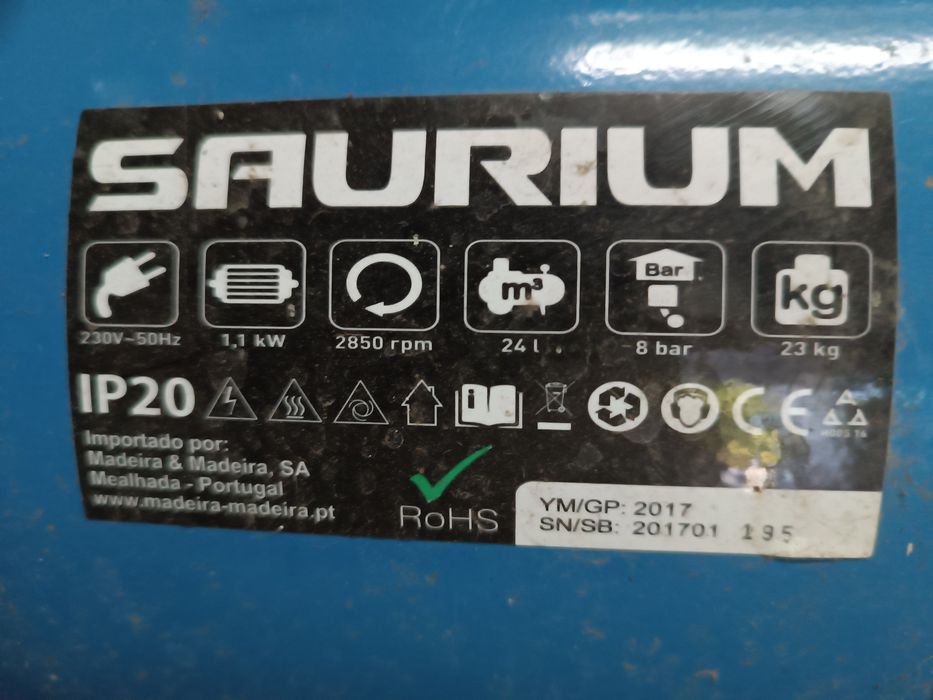 SAURIUM
m³
Bar
kg
230V~50Hz
1,1 kW
2850 rpm
24 l
8 bar
23 kg
IP20
i
CE
Importado por:
Madeira & Madeira, SA
Mealhada - Portugal
www.madeira-madeira.pt
RoHS
YM/GP: 2017
SN/SB: 201701 195